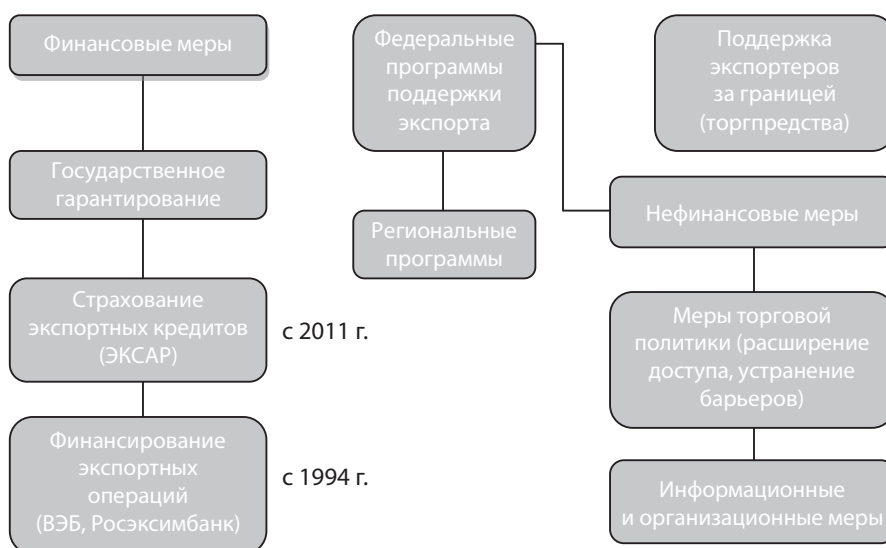 Финансовые меры
Государственное
гарантирование
Страхование
экспортных кредитов
(ЭКСАР)
с 2011 г.
Финансирование
экспортных
операций
(ВЭБ, Росэксимбанк)
с 1994 г.
Федеральные
программы
поддержки
экспорта
Региональные
программы
Поддержка
экспортеров
за границей
(торгпредства)
Нефинансовые меры
Меры торговой
политики (расширение
доступа, устранение
барьеров)
Информационные
и организационные меры